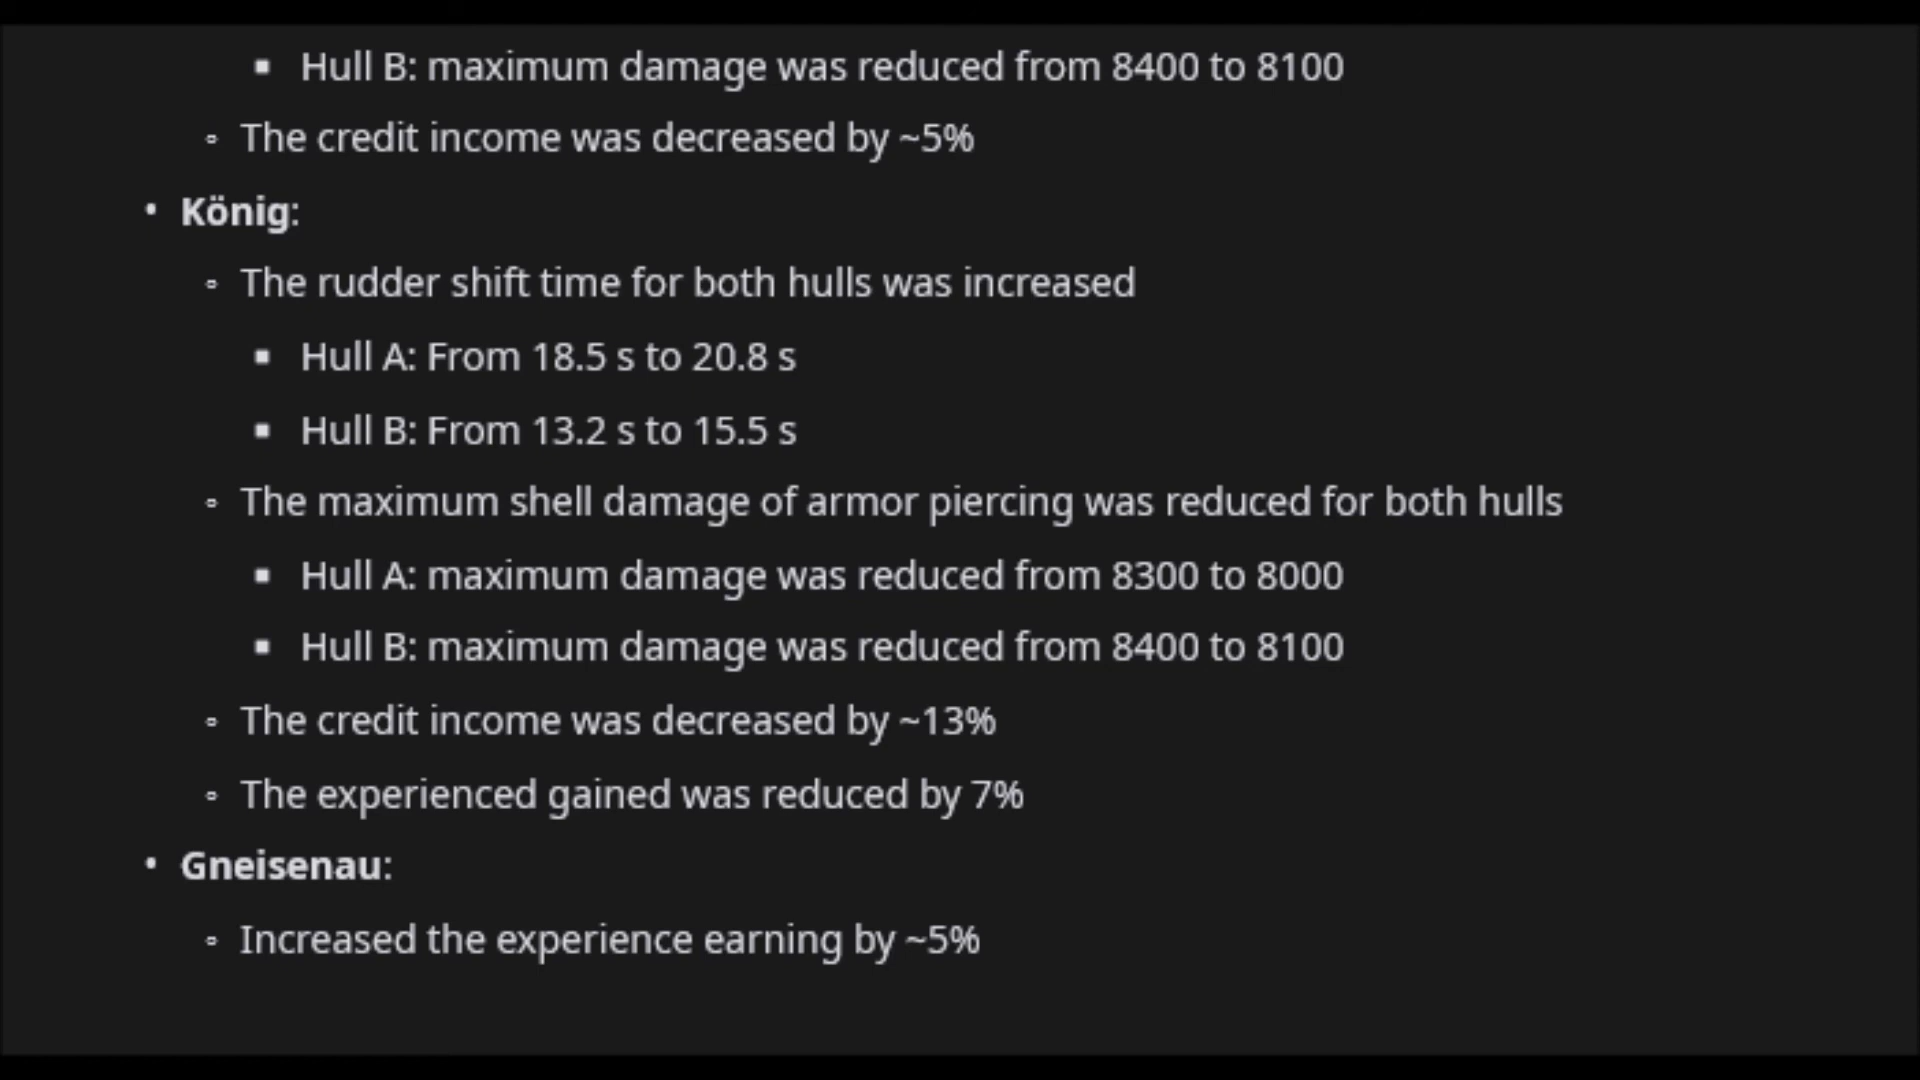 ▪ Hull B: maximum damage was reduced from 8400 to 8100
◦ The credit income was decreased by ~5%
• König:
◦ The rudder shift time for both hulls was increased
▪ Hull A: From 18.5 s to 20.8 s
▪ Hull B: From 13.2 s to 15.5 s
◦ The maximum shell damage of armor piercing was reduced for both hulls
▪ Hull A: maximum damage was reduced from 8300 to 8000
▪ Hull B: maximum damage was reduced from 8400 to 8100
◦ The credit income was decreased by ~13%
◦ The experienced gained was reduced by 7%
• Gneisenau:
◦ Increased the experience earning by ~5%